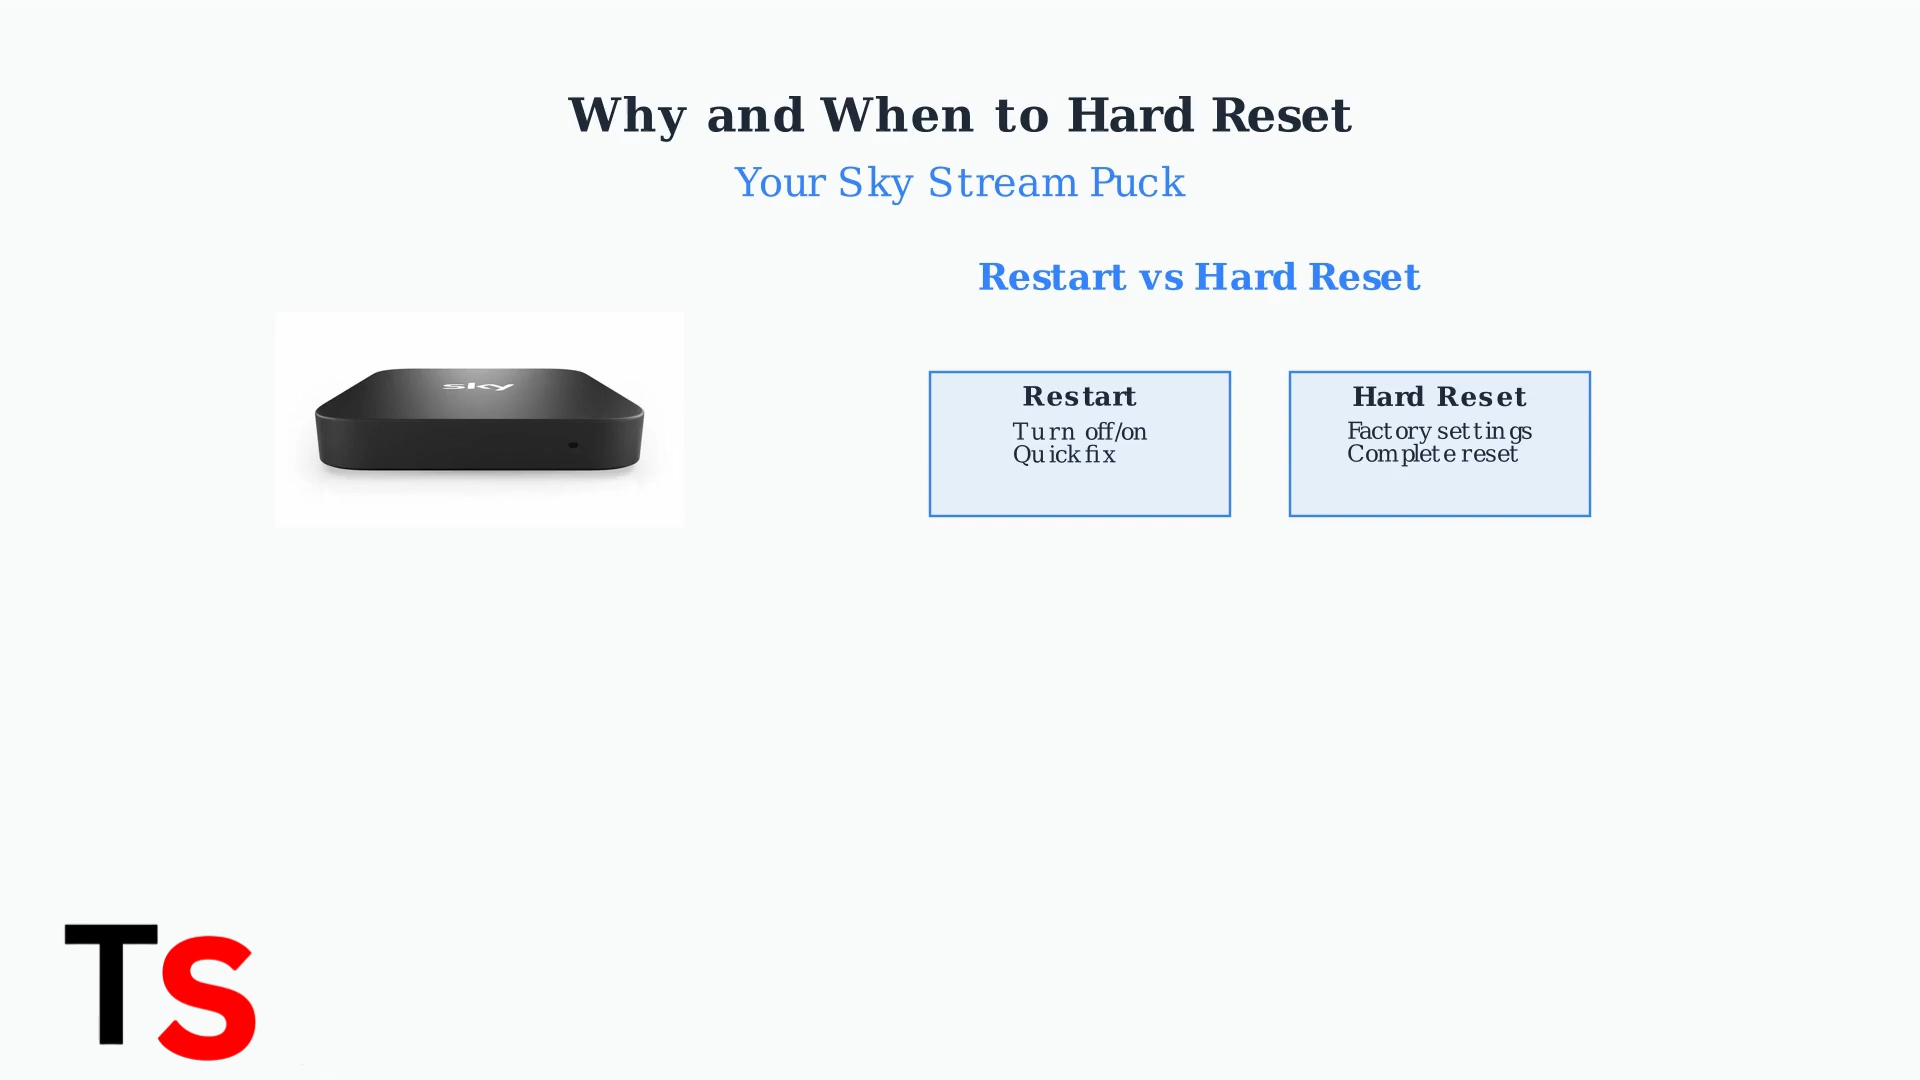 Why and When to Hard Reset
Your Sky Stream Puck
Restart vs Hard Reset
sky
Restart
Turn off/on
Quick fix
Hard Reset
Factory settings
Complete reset
TS